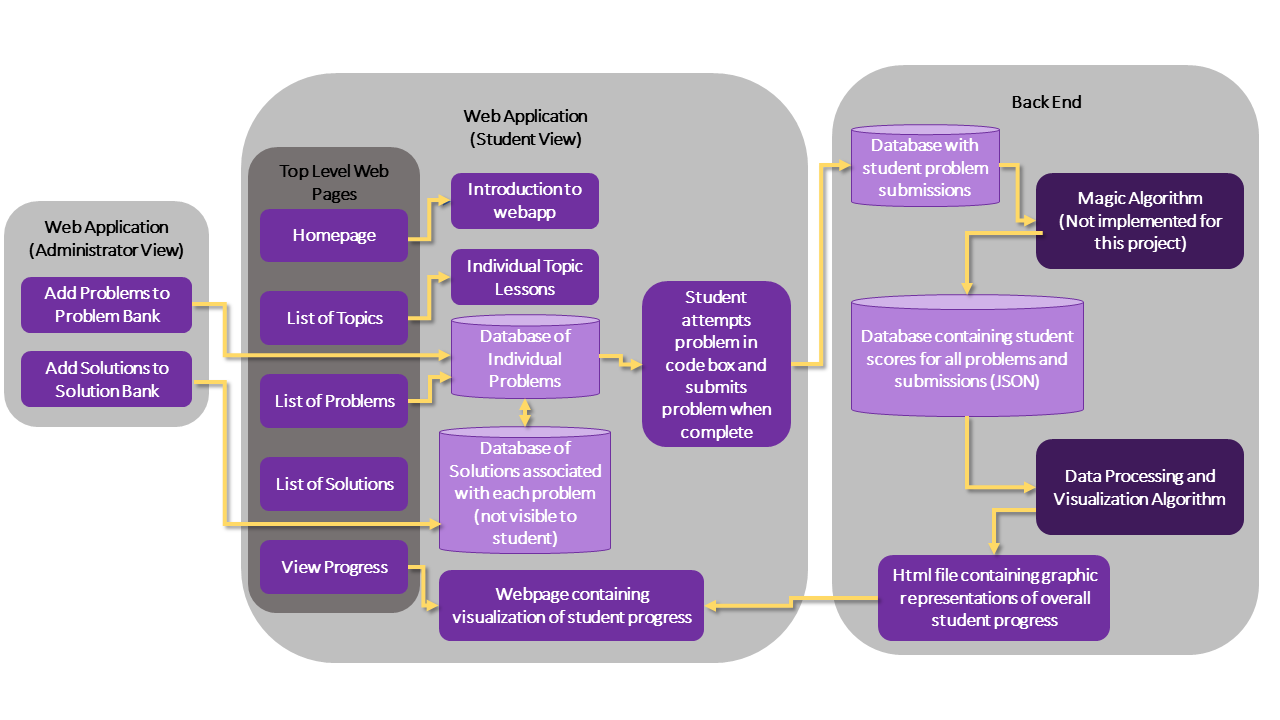 Web Application
(Administrator View)
Add Problems to
Problem Bank
Add Solutions to
Solution Bank
Web Application
(Student View)
Top Level Web
Pages
Homepage
List of Topics
List of Problems
List of Solutions
View Progress
Introduction to
webapp
Individual Topic
Lessons
Database of
Individual
Problems
Database of
Solutions associated
with each problem
(not visible to
student)
Webpage containing
visualization of student progress
Student
attempts
problem in
code box and
submits
problem when
complete
Back End
Database with
student problem
submissions
Magic Algorithm
(Not implemented for
this project)
Database containing student
scores for all problems and
submissions (JSON)
Data Processing and
Visualization Algorithm
Html file containing graphic
representations of overall
student progress